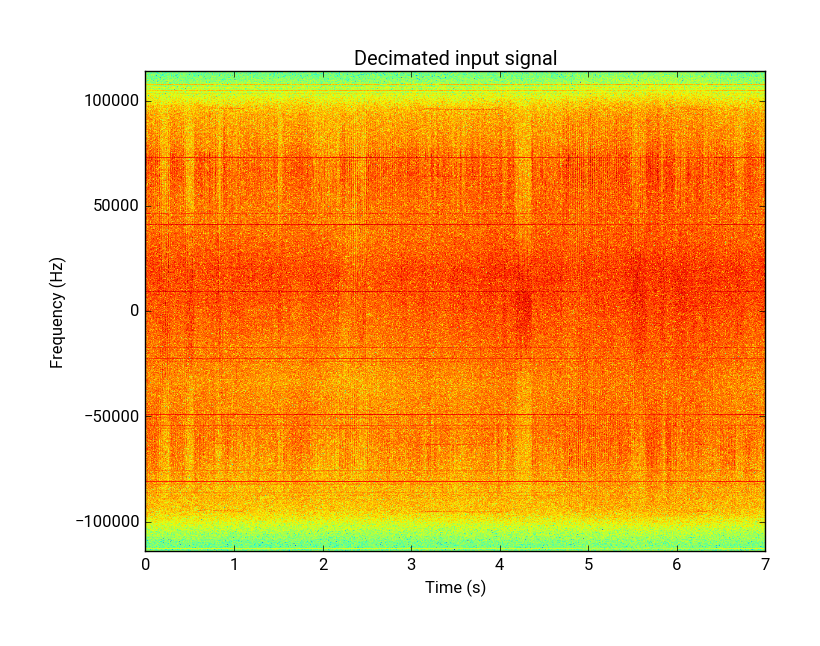 Decimated input signal
100000
50000
0
−50000
−100000
Frequency (Hz)
0 1 2 3 4 5 6 7
Time (s)